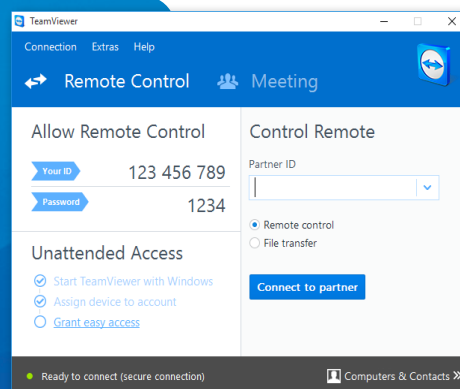 TeamViewer
Connection Extras Help
Remote Control Meeting
Allow Remote Control
Your ID 123 456 789
Password 1234
Unattended Access
Start TeamViewer with Windows
Assign device to account
Grant easy access
Control Remote
Partner ID
Remote control
File transfer
Connect to partner
Ready to connect (secure connection)
Computers & Contacts